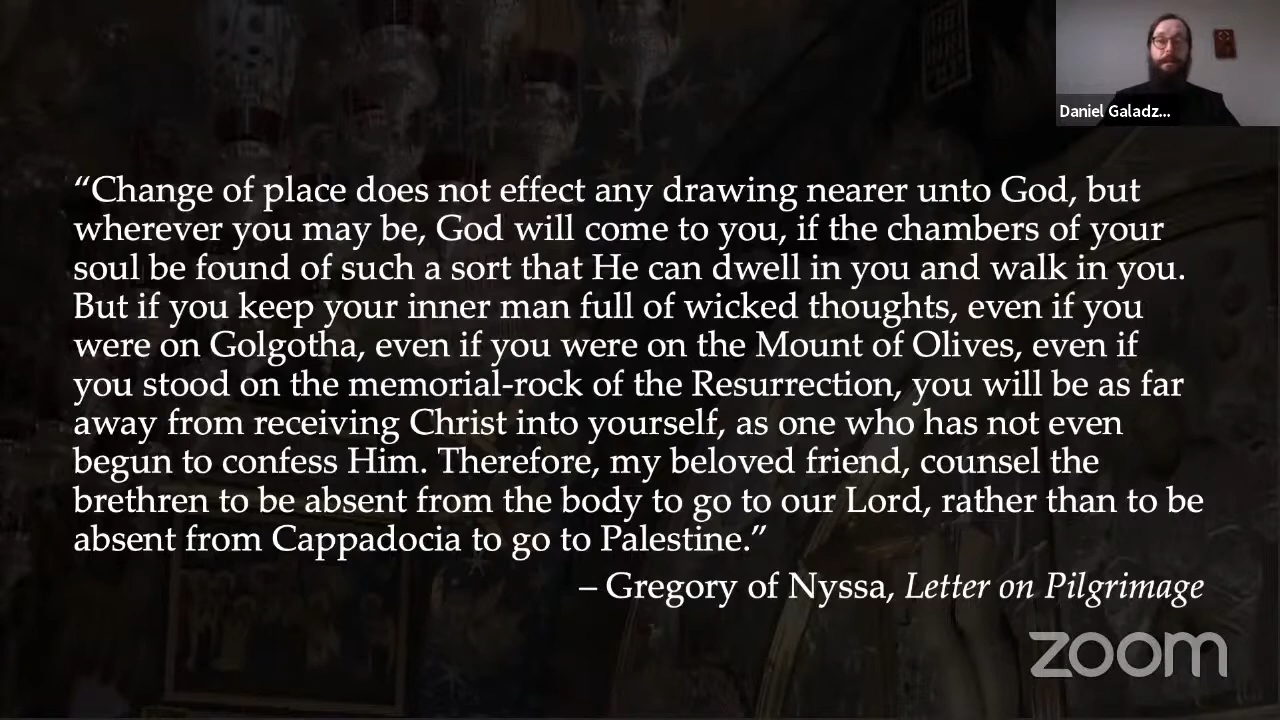 Daniel Galadz...
“Change of place does not effect any drawing nearer unto God, but
wherever you may be, God will come to you, if the chambers of your
soul be found of such a sort that He can dwell in you and walk in you.
But if you keep your inner man full of wicked thoughts, even if you
were on Golgotha, even if you were on the Mount of Olives, even if
you stood on the memorial-rock of the Resurrection, you will be as far
away from receiving Christ into yourself, as one who has not even
begun to confess Him. Therefore, my beloved friend, counsel the
brethren to be absent from the body to go to our Lord, rather than to be
absent from Cappadocia to go to Palestine.”
– Gregory of Nyssa, Letter on Pilgrimage
zoom